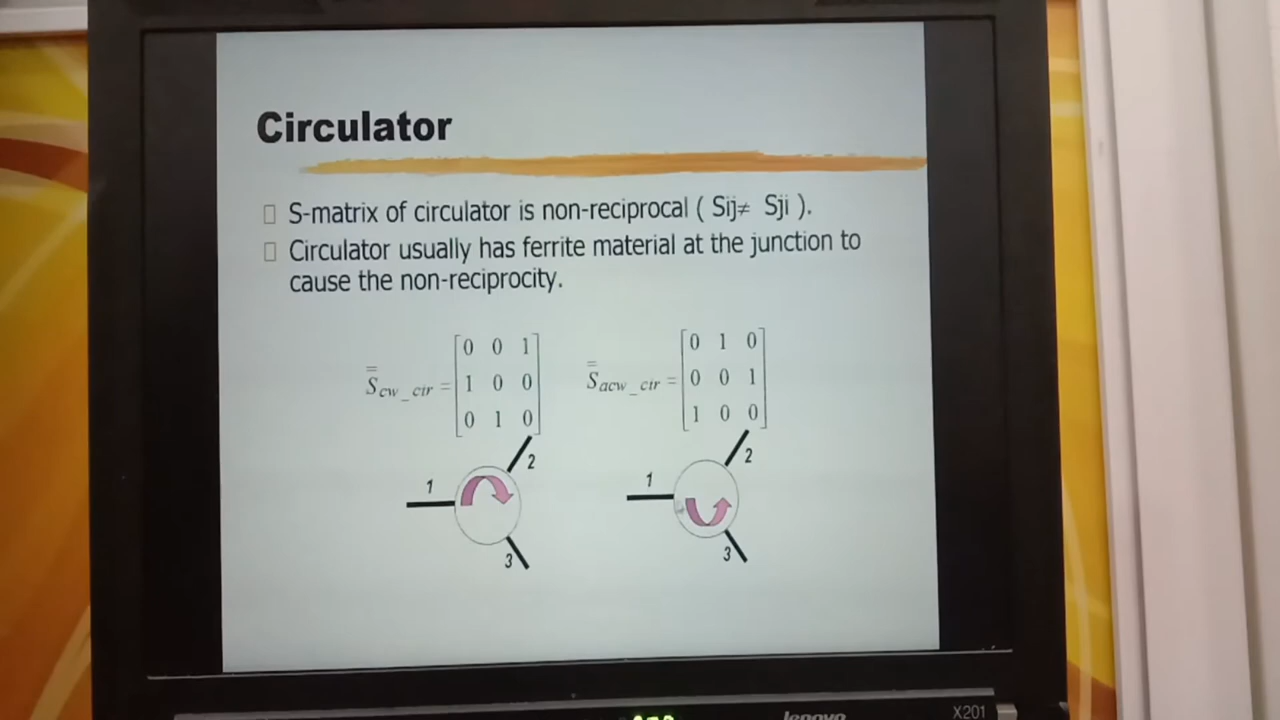 Circulator
S-matrix of circulator is non-reciprocal ( Sij≠ Sji ).
Circulator usually has ferrite material at the junction to
cause the non-reciprocity.
S̿cw_cir = [0 0 1
1 0 0
0 1 0]
S̿acw_cir = [0 1 0
0 0 1
1 0 0]
1
2
3
1
2
3
lenovo
X201